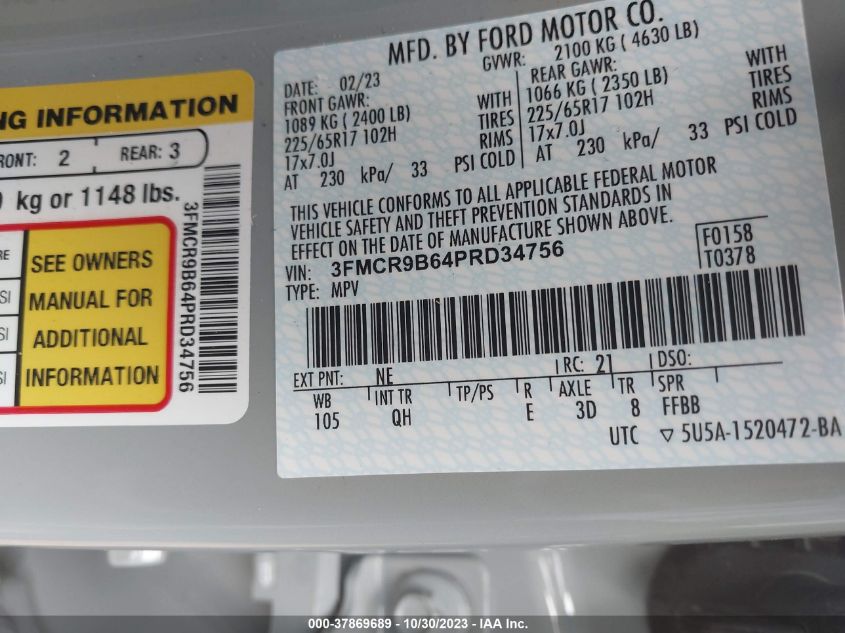 NG INFORMATION
RONT: 2 REAR: 3
kg or 1148 lbs.
RE
SI
SI
SI
SEE OWNERS
MANUAL FOR
ADDITIONAL
INFORMATION
3FMCR9B64PRD34756
MFD. BY FORD MOTOR CO.
DATE: 02/23 GVWR: 2100 KG ( 4630 LB)
FRONT GAWR: REAR GAWR:
1089 KG ( 2400 LB) WITH 1066 KG ( 2350 LB) WITH
225/65R17 102H TIRES 225/65R17 102H TIRES
17x7.0J RIMS 17x7.0J RIMS
AT 230 kPa/ 33 PSI COLD AT 230 kPa/ 33 PSI COLD
THIS VEHICLE CONFORMS TO ALL APPLICABLE FEDERAL MOTOR
VEHICLE SAFETY AND THEFT PREVENTION STANDARDS IN
EFFECT ON THE DATE OF MANUFACTURE SHOWN ABOVE.
VIN: 3FMCR9B64PRD34756 F0158
TYPE: MPV T0378
EXT PNT: NE RC: 21 DSO:
WB INT TR TP/PS R AXLE TR SPR
105 QH E 3D 8 FFBB
UTC ▽ 5U5A-1520472-BA
000-37869689 - 10/30/2023 - IAAI.com